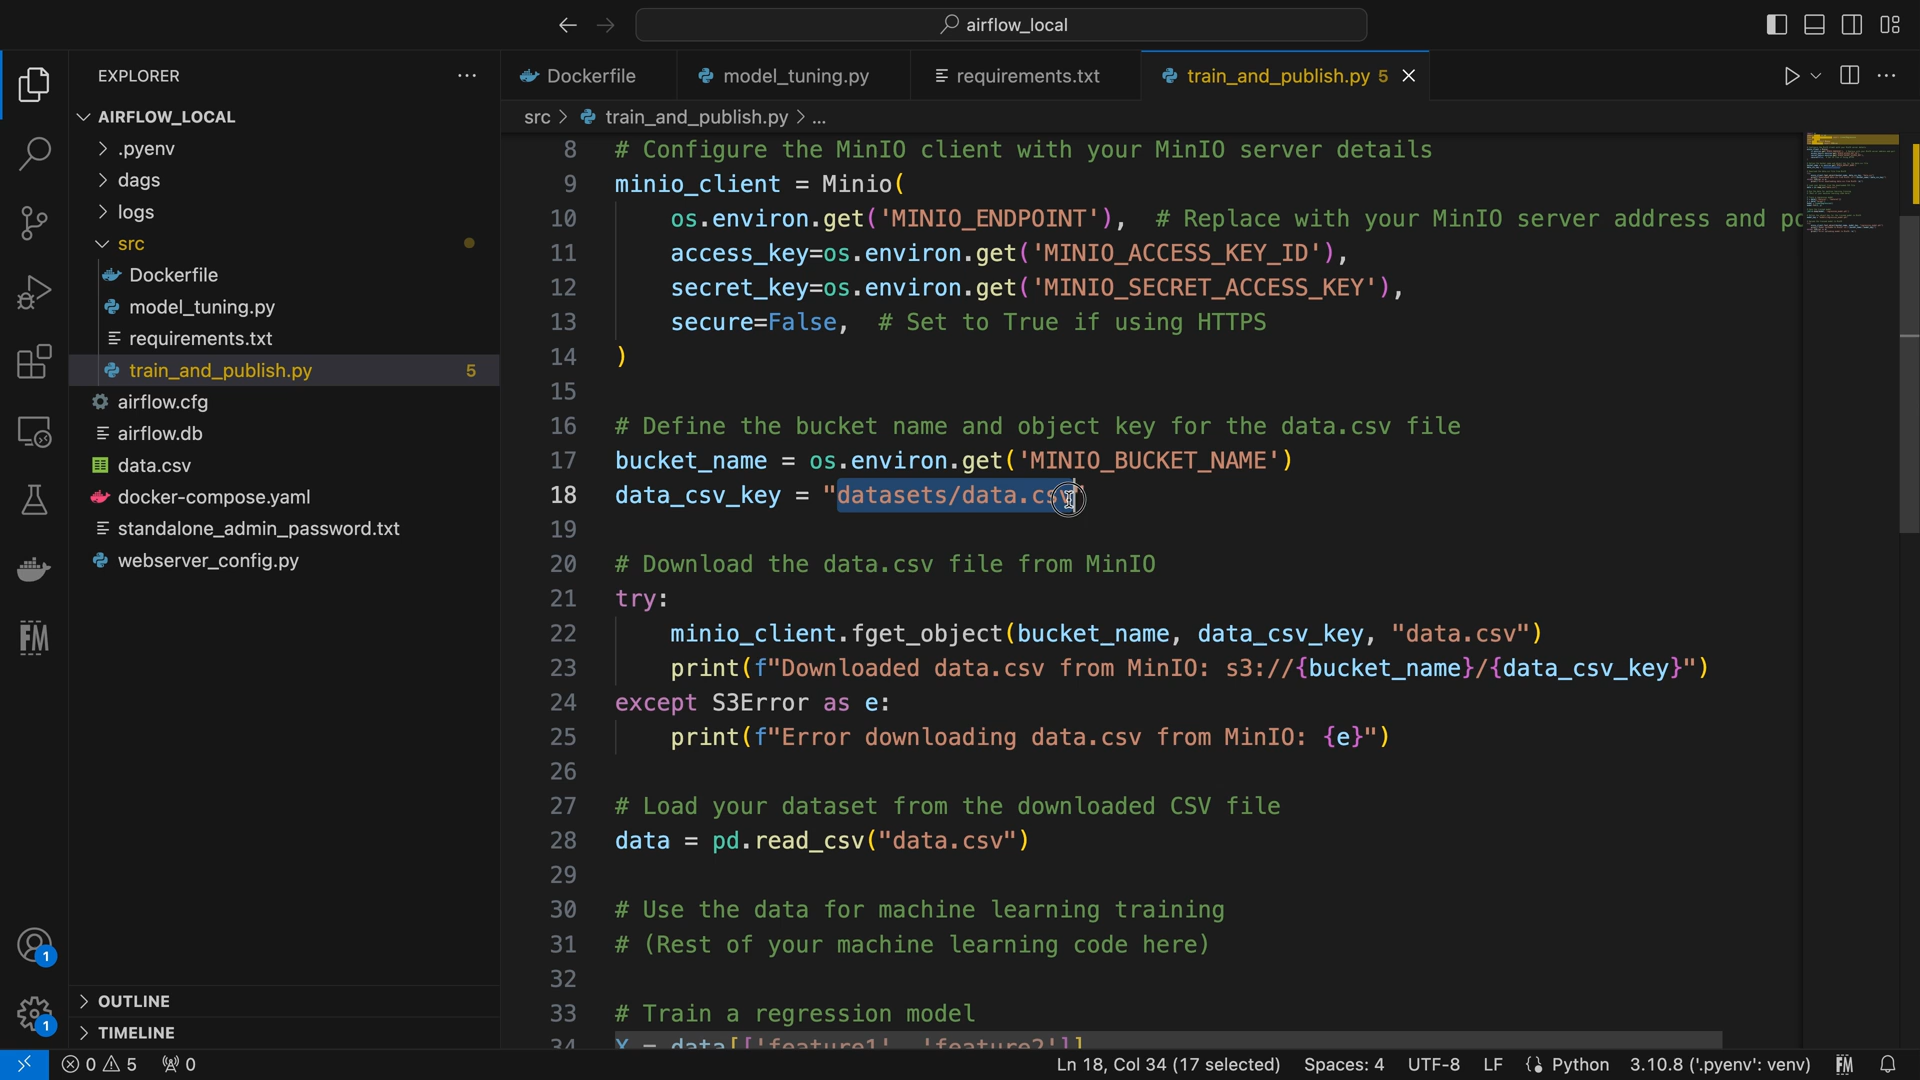 airflow_local
EXPLORER
AIRFLOW_LOCAL
.pyenv
dags
logs
src
Dockerfile
model_tuning.py
requirements.txt
train_and_publish.py 5
airflow.cfg
airflow.db
data.csv
docker-compose.yaml
standalone_admin_password.txt
webserver_config.py
OUTLINE
TIMELINE
FM
1
1
Dockerfile
model_tuning.py
requirements.txt
train_and_publish.py 5
src > train_and_publish.py > ...
8 # Configure the MinIO client with your MinIO server details
9 minio_client = Minio(
10 os.environ.get('MINIO_ENDPOINT'), # Replace with your MinIO server address and po
11 access_key=os.environ.get('MINIO_ACCESS_KEY_ID'),
12 secret_key=os.environ.get('MINIO_SECRET_ACCESS_KEY'),
13 secure=False, # Set to True if using HTTPS
14 )
15
16 # Define the bucket name and object key for the data.csv file
17 bucket_name = os.environ.get('MINIO_BUCKET_NAME')
18 data_csv_key = "datasets/data.csv"
19
20 # Download the data.csv file from MinIO
21 try:
22 minio_client.fget_object(bucket_name, data_csv_key, "data.csv")
23 print(f"Downloaded data.csv from MinIO: s3://{bucket_name}/{data_csv_key}")
24 except S3Error as e:
25 print(f"Error downloading data.csv from MinIO: {e}")
26
27 # Load your dataset from the downloaded CSV file
28 data = pd.read_csv("data.csv")
29
30 # Use the data for machine learning training
31 # (Rest of your machine learning code here)
32
33 # Train a regression model
34 X = data[['feature1', 'feature2']]
0 5 0
Ln 18, Col 34 (17 selected) Spaces: 4 UTF-8 LF Python 3.10.8 ('.pyenv': venv) FM